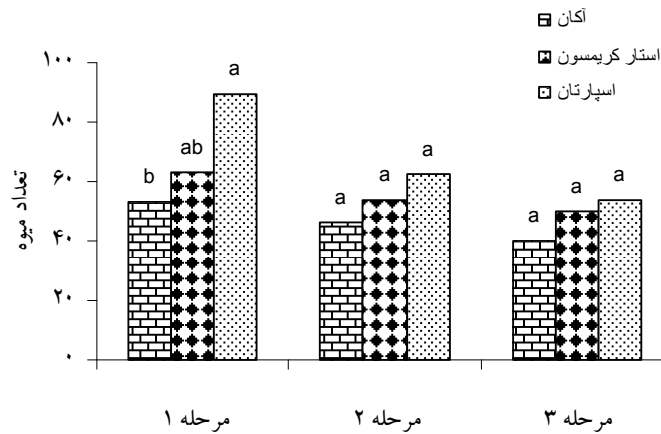 آکان
استار کریمسون
اسپارتان
تعداد میوه
۱۰۰
۸۰
۶۰
۴۰
۲۰
۰
b ab a
a a a
a a a
مرحله ۱ مرحله ۲ مرحله ۳